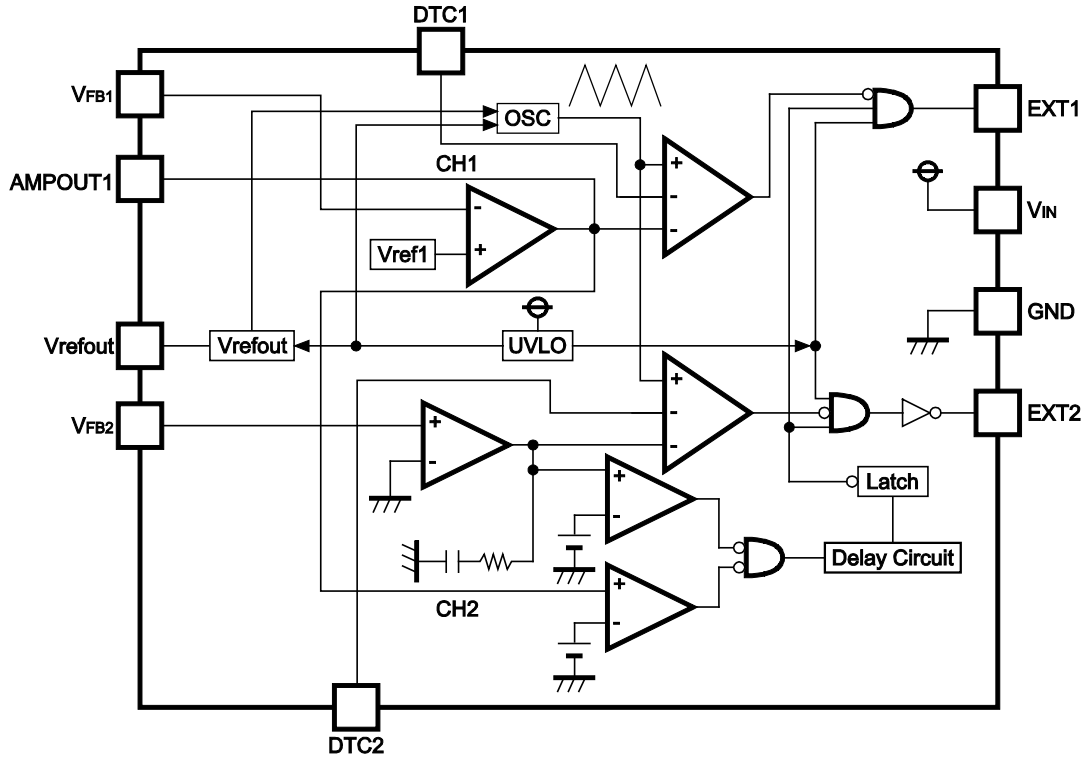 DTC1
VFB1
OSC
EXT1
CH1
AMPOUT1
+
-
-
-
+
Vref1
VIN
GND
Vrefout
Vrefout
UVLO
+
-
-
VFB2
+
-
EXT2
+
-
Latch
Delay Circuit
+
-
CH2
DTC2